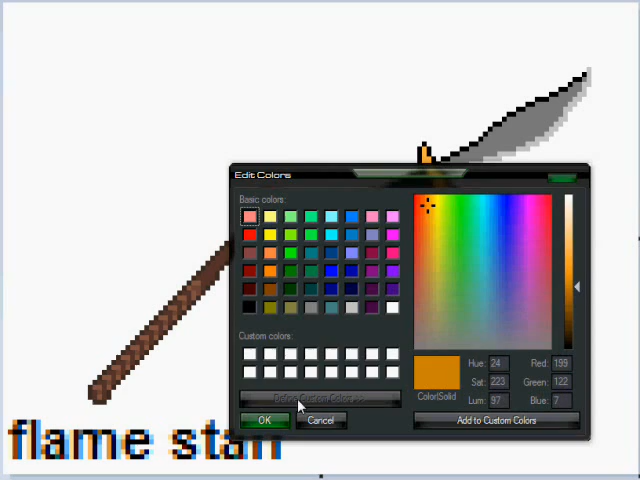 Edit Colors
Basic colors:
Custom colors:
Define Custom Colors >>
OK
Cancel
Color|Solid
Hue: 24
Sat: 223
Lum: 97
Red: 199
Green: 122
Blue: 7
Add to Custom Colors
flame staff